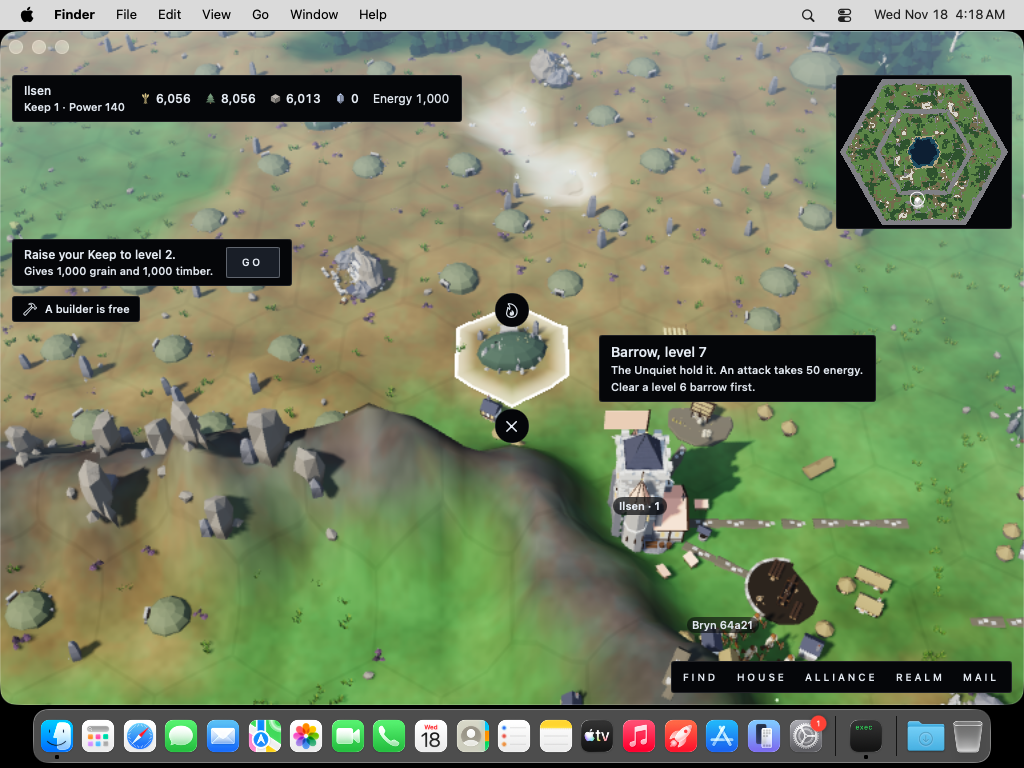 Finder File Edit View Go Window Help
Wed Nov 18 4:18 AM
Ilsen
Keep 1 · Power 140
6,056 8,056 6,013 0 Energy 1,000
Raise your Keep to level 2.
Gives 1,000 grain and 1,000 timber.
GO
A builder is free
Barrow, level 7
The Unquiet hold it. An attack takes 50 energy.
Clear a level 6 barrow first.
Ilsen · 1
Bryn 64a21
FIND HOUSE ALLIANCE REALM MAIL
Wed
18
tv
1
exec